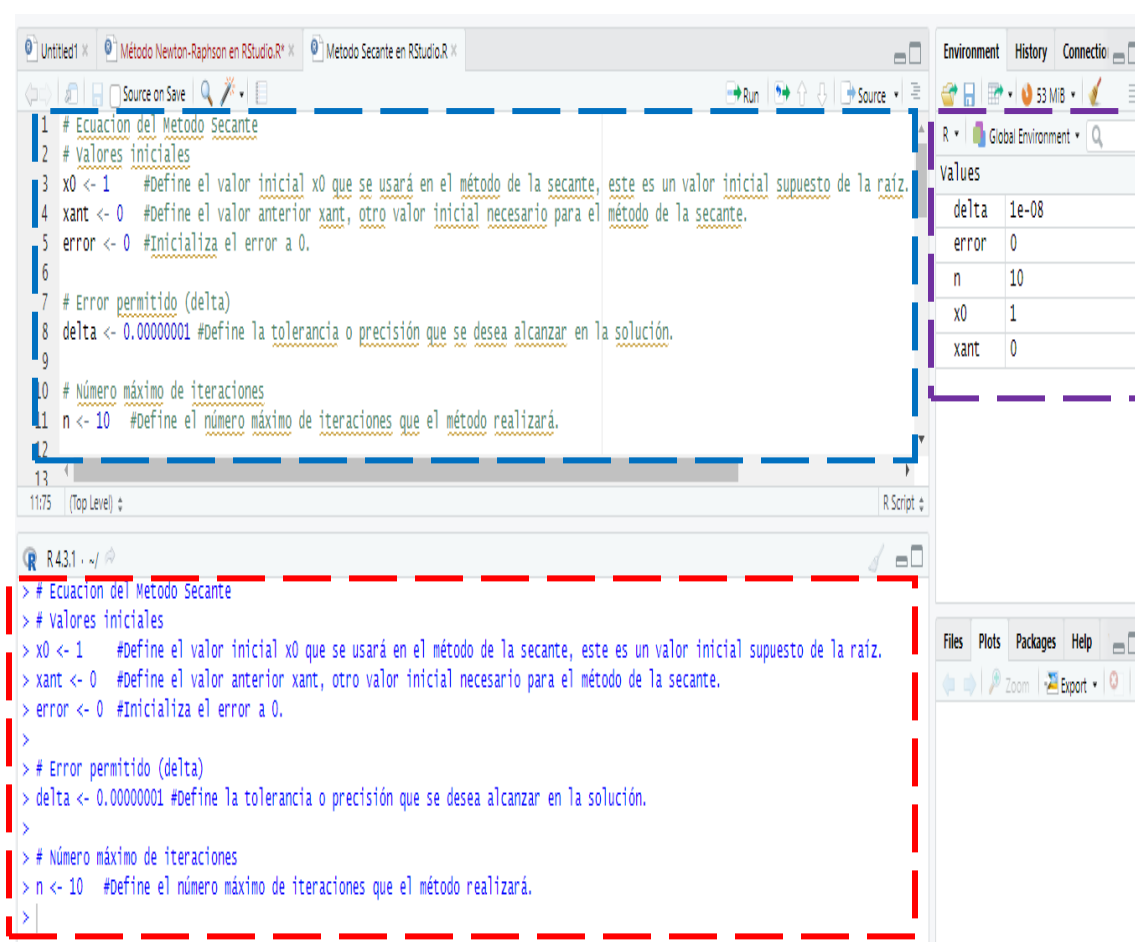 Untitled1
Método Newton-Raphson en RStudio.R*
Metodo Secante en RStudio.R
Source on Save
Run
Source
1 # Ecuacion del Metodo Secante
2 # Valores iniciales
3 x0 <- 1 #Define el valor inicial x0 que se usará en el método de la secante, este es un valor inicial supuesto de la raíz.
4 xant <- 0 #Define el valor anterior xant, otro valor inicial necesario para el método de la secante.
5 error <- 0 #Inicializa el error a 0.
6
7 # Error permitido (delta)
8 delta <- 0.00000001 #Define la tolerancia o precisión que se desea alcanzar en la solución.
9
10 # Número máximo de iteraciones
11 n <- 10 #Define el número máximo de iteraciones que el método realizará.
12
13
11:75 (Top Level) R Script
R 4.3.1 · ~/
> # Ecuacion del Metodo Secante
> # Valores iniciales
> x0 <- 1 #Define el valor inicial x0 que se usará en el método de la secante, este es un valor inicial supuesto de la raíz.
> xant <- 0 #Define el valor anterior xant, otro valor inicial necesario para el método de la secante.
> error <- 0 #Inicializa el error a 0.
>
> # Error permitido (delta)
> delta <- 0.00000001 #Define la tolerancia o precisión que se desea alcanzar en la solución.
>
> # Número máximo de iteraciones
> n <- 10 #Define el número máximo de iteraciones que el método realizará.
>
Environment History Connectio
53 MiB
R Global Environment
Values
delta 1e-08
error 0
n 10
x0 1
xant 0
Files Plots Packages Help
Zoom Export